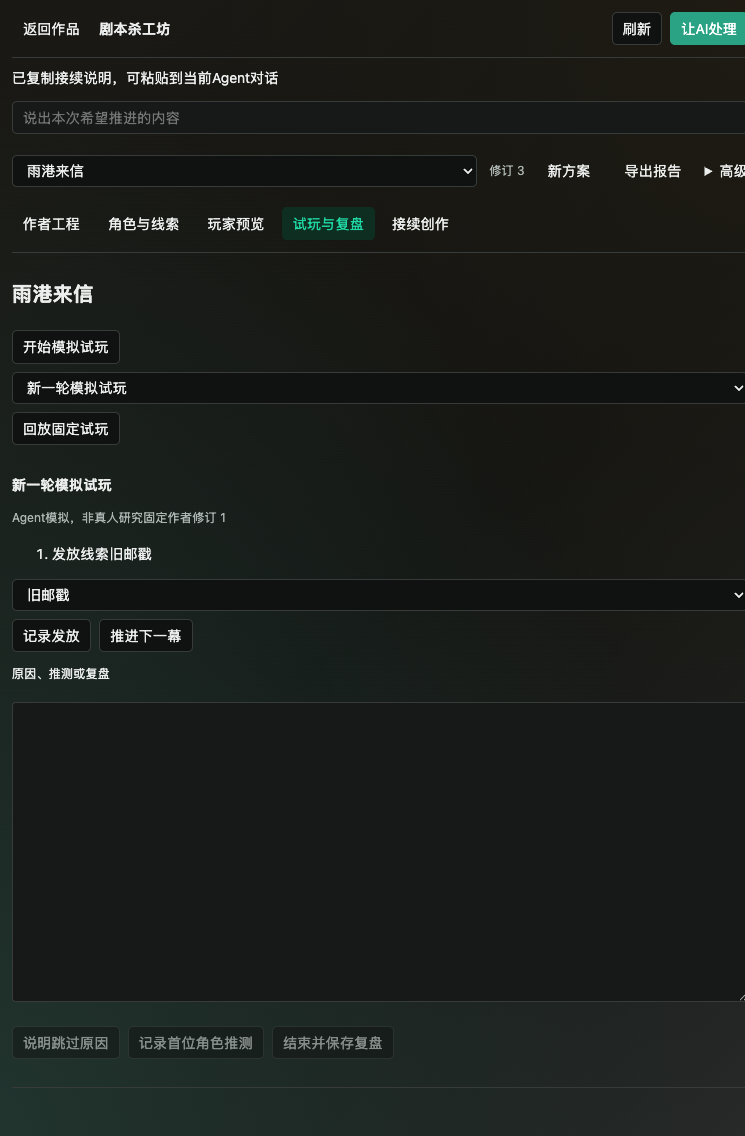 返回作品 剧本杀工坊 刷新 让AI处理
已复制接续说明，可粘贴到当前Agent对话
说出本次希望推进的内容
雨港来信 修订 3 新方案 导出报告 ▶ 高级
作者工程 角色与线索 玩家预览 试玩与复盘 接续创作
雨港来信
开始模拟试玩
新一轮模拟试玩
回放固定试玩
新一轮模拟试玩
Agent模拟，非真人研究固定作者修订 1
1. 发放线索旧邮戳
旧邮戳
记录发放 推进下一幕
原因、推测或复盘
说明跳过原因 记录首位角色推测 结束并保存复盘